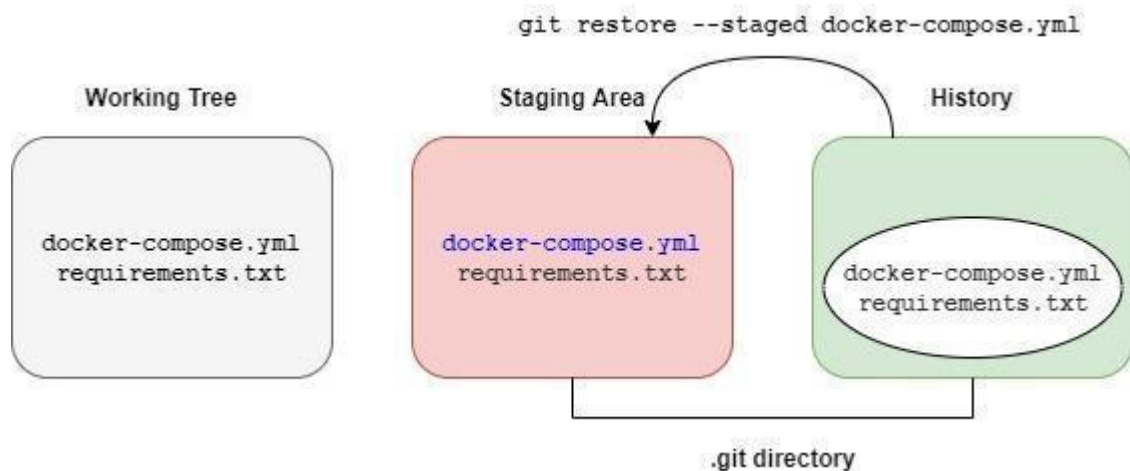 git restore --staged docker-compose.yml
Working Tree
Staging Area
History
docker-compose.yml
requirements.txt
docker-compose.yml
requirements.txt
docker-compose.yml
requirements.txt
.git directory